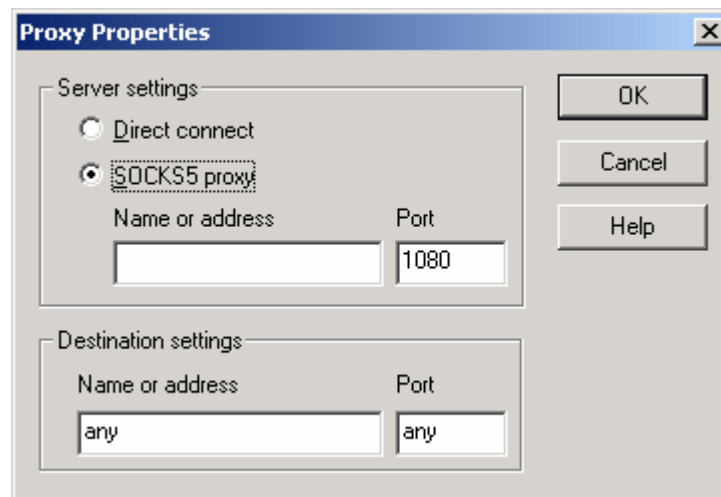 Proxy Properties
Server settings
OK
Direct connect
SOCKS5 proxy
Cancel
Name or address Port
Help
1080
Destination settings
Name or address Port
any any